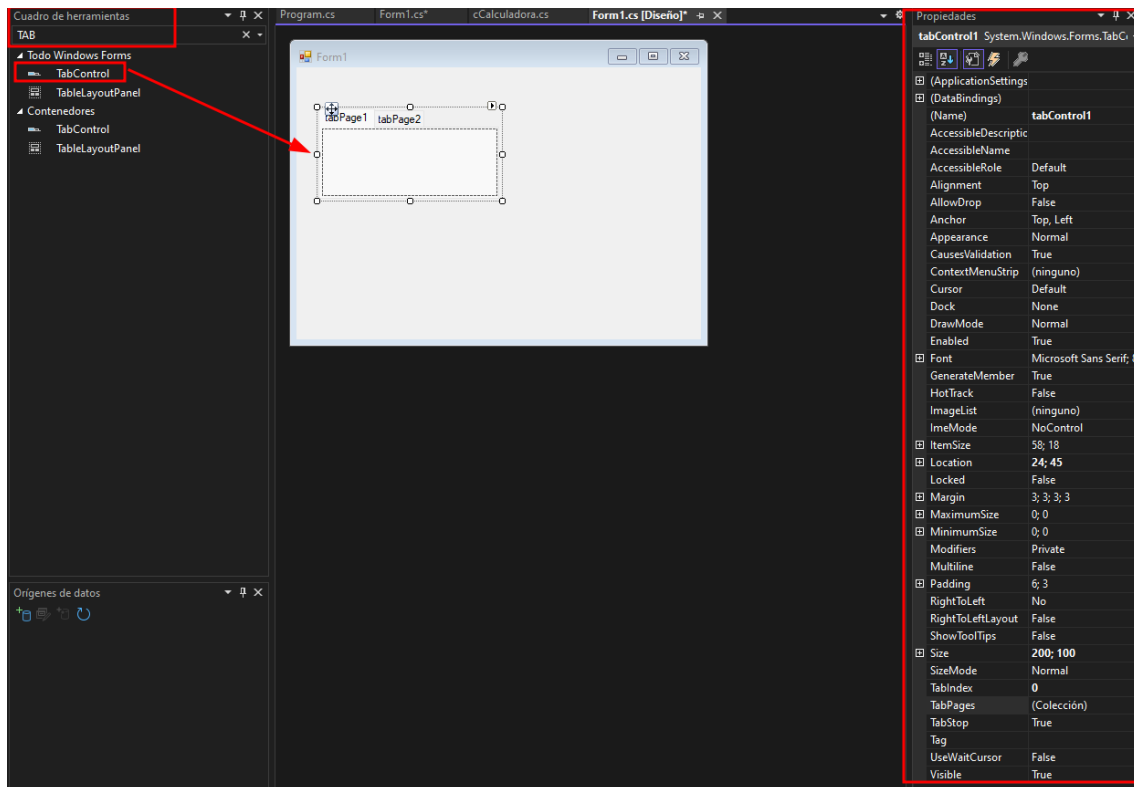 Cuadro de herramientas
TAB
Todo Windows Forms
TabControl
TableLayoutPanel
Contenedores
TabControl
TableLayoutPanel
Orígenes de datos
Program.cs Form1.cs* cCalculadora.cs Form1.cs [Diseño]*
Form1
tabPage1 tabPage2
Propiedades
tabControl1 System.Windows.Forms.TabC
(ApplicationSettings
(DataBindings)
(Name) tabControl1
AccessibleDescriptic
AccessibleName
AccessibleRole Default
Alignment Top
AllowDrop False
Anchor Top, Left
Appearance Normal
CausesValidation True
ContextMenuStrip (ninguno)
Cursor Default
Dock None
DrawMode Normal
Enabled True
Font Microsoft Sans Serif; 8
GenerateMember True
HotTrack False
ImageList (ninguno)
ImeMode NoControl
ItemSize 58; 18
Location 24; 45
Locked False
Margin 3; 3; 3; 3
MaximumSize 0; 0
MinimumSize 0; 0
Modifiers Private
Multiline False
Padding 6; 3
RightToLeft No
RightToLeftLayout False
ShowToolTips False
Size 200; 100
SizeMode Normal
TabIndex 0
TabPages (Colección)
TabStop True
Tag
UseWaitCursor False
Visible True